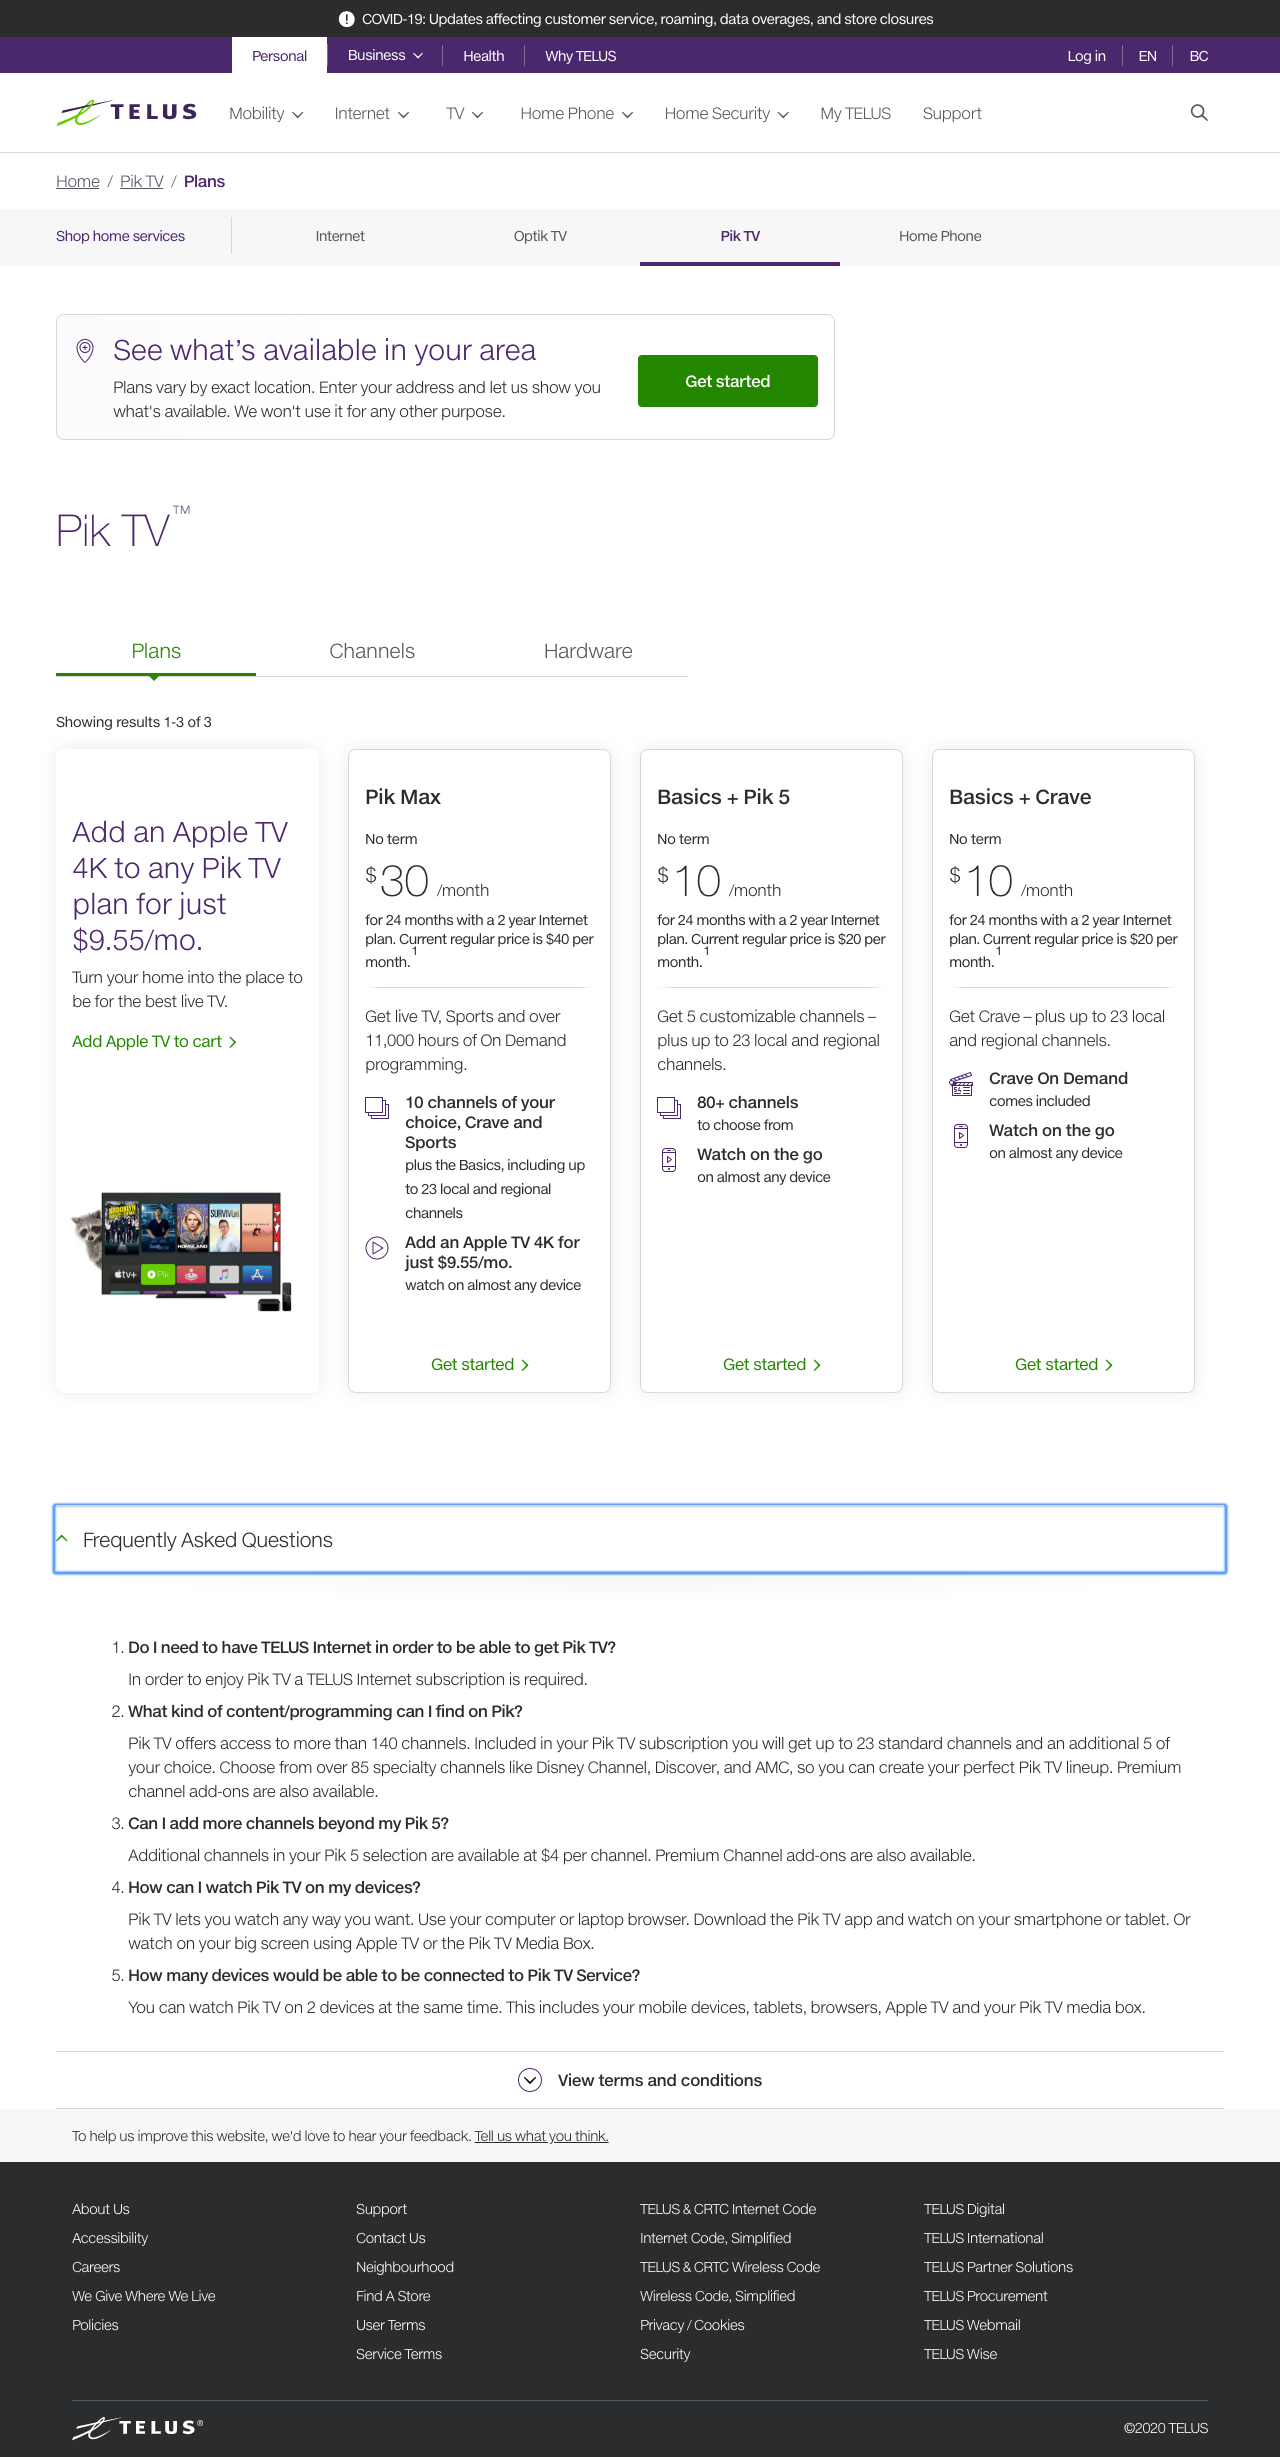 COVID-19: Updates affecting customer service, roaming, data overages, and store closures
Personal Business Health Why TELUS Log in EN BC
TELUS Mobility Internet TV Home Phone Home Security My TELUS Support
Home / Pik TV / Plans
Shop home services Internet Optik TV Pik TV Home Phone
See what's available in your area
Plans vary by exact location. Enter your address and let us show you
what's available. We won't use it for any other purpose.
Get started
Pik TV™
Plans Channels Hardware
Showing results 1-3 of 3
Add an Apple TV
4K to any Pik TV
plan for just
$9.55/mo.
Turn your home into the place to
be for the best live TV.
Add Apple TV to cart
BROOKLYN
HOMELAND
SURVIVOR
tv+
Pik
Pik Max
No term
$30 /month
for 24 months with a 2 year Internet
plan. Current regular price is $40 per
month.1
Get live TV, Sports and over
11,000 hours of On Demand
programming.
10 channels of your
choice, Crave and
Sports
plus the Basics, including up
to 23 local and regional
channels
Add an Apple TV 4K for
just $9.55/mo.
watch on almost any device
Get started
Basics + Pik 5
No term
$10 /month
for 24 months with a 2 year Internet
plan. Current regular price is $20 per
month.1
Get 5 customizable channels –
plus up to 23 local and regional
channels.
80+ channels
to choose from
Watch on the go
on almost any device
Get started
Basics + Crave
No term
$10 /month
for 24 months with a 2 year Internet
plan. Current regular price is $20 per
month.1
Get Crave – plus up to 23 local
and regional channels.
Crave On Demand
comes included
Watch on the go
on almost any device
Get started
Frequently Asked Questions
1. Do I need to have TELUS Internet in order to be able to get Pik TV?
In order to enjoy Pik TV a TELUS Internet subscription is required.
2. What kind of content/programming can I find on Pik?
Pik TV offers access to more than 140 channels. Included in your Pik TV subscription you will get up to 23 standard channels and an additional 5 of
your choice. Choose from over 85 specialty channels like Disney Channel, Discover, and AMC, so you can create your perfect Pik TV lineup. Premium
channel add-ons are also available.
3. Can I add more channels beyond my Pik 5?
Additional channels in your Pik 5 selection are available at $4 per channel. Premium Channel add-ons are also available.
4. How can I watch Pik TV on my devices?
Pik TV lets you watch any way you want. Use your computer or laptop browser. Download the Pik TV app and watch on your smartphone or tablet. Or
watch on your big screen using Apple TV or the Pik TV Media Box.
5. How many devices would be able to be connected to Pik TV Service?
You can watch Pik TV on 2 devices at the same time. This includes your mobile devices, tablets, browsers, Apple TV and your Pik TV media box.
View terms and conditions
To help us improve this website, we'd love to hear your feedback. Tell us what you think.
About Us
Accessibility
Careers
We Give Where We Live
Policies
Support
Contact Us
Neighbourhood
Find A Store
User Terms
Service Terms
TELUS & CRTC Internet Code
Internet Code, Simplified
TELUS & CRTC Wireless Code
Wireless Code, Simplified
Privacy / Cookies
Security
TELUS Digital
TELUS International
TELUS Partner Solutions
TELUS Procurement
TELUS Webmail
TELUS Wise
TELUS® ©2020 TELUS